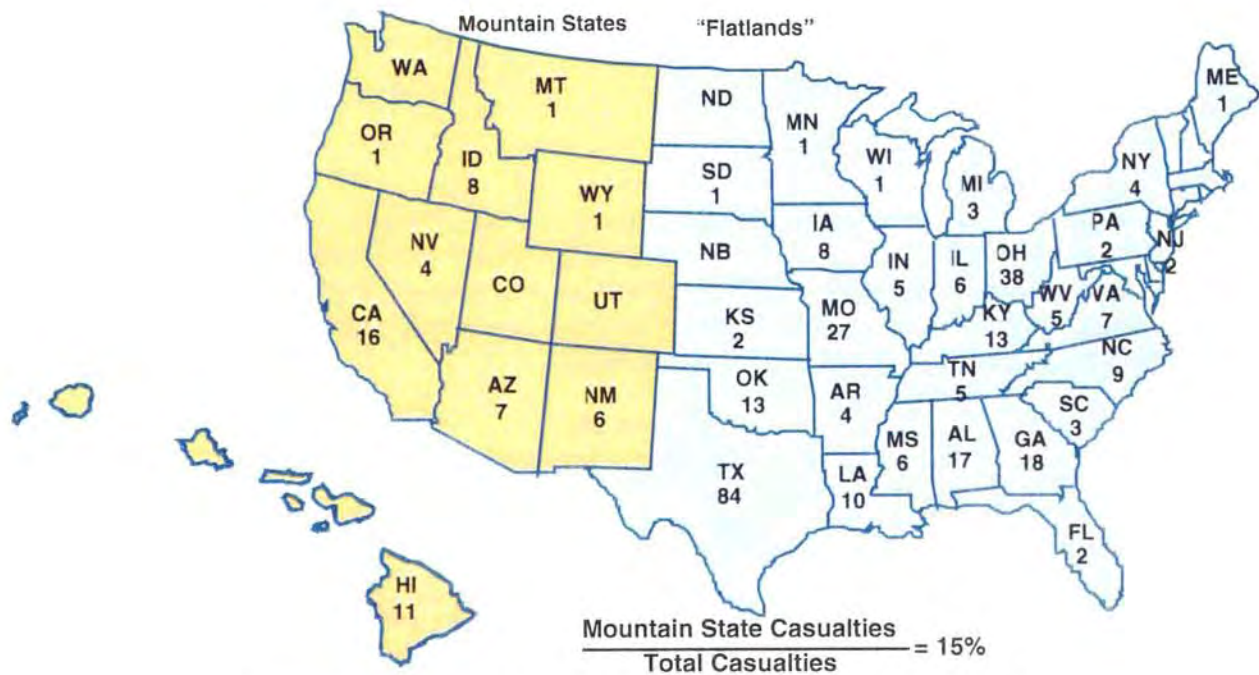 Mountain States
"Flatlands"
WA
MT
1
ND
MN
1
ME
1
OR
1
ID
8
WY
1
SD
1
WI
1
MI
3
NY
4
NV
4
CO
UT
NB
IA
8
IN
5
IL
6
OH
38
PA
2
NJ
2
CA
16
KS
2
MO
27
KY
13
WV
5
VA
7
AZ
7
NM
6
OK
13
AR
4
TN
5
NC
9
SC
3
TX
84
LA
10
MS
6
AL
17
GA
18
FL
2
HI
11
Mountain State Casualties
Total Casualties
= 15%